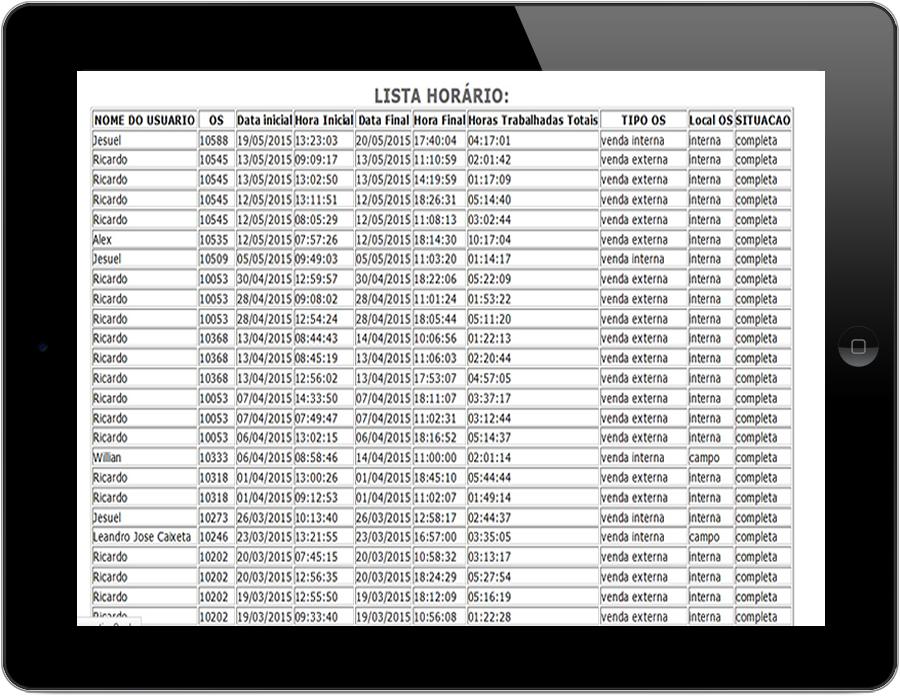 LISTA HORÁRIO:
NOME DO USUARIO OS Data inicial Hora Inicial Data Final Hora Final Horas Trabalhadas Totais TIPO OS Local OS SITUACAO
Jesuel 10588 19/05/2015 13:23:03 20/05/2015 17:40:04 04:17:01 venda interna interna completa
Ricardo 10545 13/05/2015 09:09:17 13/05/2015 11:10:59 02:01:42 venda externa interna completa
Ricardo 10545 13/05/2015 13:02:50 13/05/2015 14:19:59 01:17:09 venda externa interna completa
Ricardo 10545 12/05/2015 13:11:51 12/05/2015 18:26:31 05:14:40 venda externa interna completa
Ricardo 10545 12/05/2015 08:05:29 12/05/2015 11:08:13 03:02:44 venda externa interna completa
Alex 10535 12/05/2015 07:57:26 12/05/2015 18:14:30 10:17:04 venda externa interna completa
Jesuel 10509 05/05/2015 09:49:03 05/05/2015 11:03:20 01:14:17 venda interna interna completa
Ricardo 10053 30/04/2015 12:59:57 30/04/2015 18:22:06 05:22:09 venda externa interna completa
Ricardo 10053 28/04/2015 09:08:02 28/04/2015 11:01:24 01:53:22 venda externa interna completa
Ricardo 10053 28/04/2015 12:54:24 28/04/2015 18:05:44 05:11:20 venda externa interna completa
Ricardo 10368 13/04/2015 08:44:43 14/04/2015 10:06:56 01:22:13 venda externa interna completa
Ricardo 10368 13/04/2015 08:45:19 13/04/2015 11:06:03 02:20:44 venda externa interna completa
Ricardo 10368 13/04/2015 12:56:02 13/04/2015 17:53:07 04:57:05 venda externa interna completa
Ricardo 10053 07/04/2015 14:33:50 07/04/2015 18:11:07 03:37:17 venda externa interna completa
Ricardo 10053 07/04/2015 07:49:47 07/04/2015 11:02:31 03:12:44 venda externa interna completa
Ricardo 10053 06/04/2015 13:02:15 06/04/2015 18:16:52 05:14:37 venda externa interna completa
Willian 10333 06/04/2015 08:58:46 14/04/2015 11:00:00 02:01:14 venda interna campo completa
Ricardo 10318 01/04/2015 13:00:26 01/04/2015 18:45:10 05:44:44 venda externa interna completa
Ricardo 10318 01/04/2015 09:12:53 01/04/2015 11:02:07 01:49:14 venda externa interna completa
Jesuel 10273 26/03/2015 10:13:40 26/03/2015 12:58:17 02:44:37 venda interna interna completa
Leandro Jose Caixeta 10246 23/03/2015 13:21:55 23/03/2015 16:57:00 03:35:05 venda interna campo completa
Ricardo 10202 20/03/2015 07:45:15 20/03/2015 10:58:32 03:13:17 venda externa interna completa
Ricardo 10202 20/03/2015 12:56:35 20/03/2015 18:24:29 05:27:54 venda externa interna completa
Ricardo 10202 19/03/2015 12:55:50 19/03/2015 18:12:09 05:16:19 venda externa interna completa
Ricardo 10202 19/03/2015 09:33:40 19/03/2015 10:56:08 01:22:28 venda externa interna completa